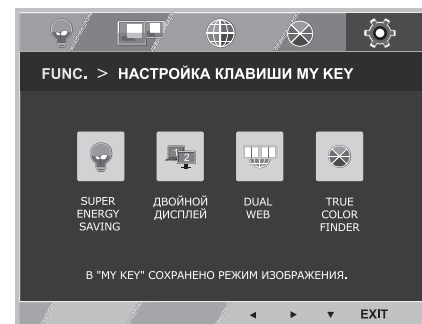 FUNC. > НАСТРОЙКА КЛАВИШИ MY KEY
SUPER
ENERGY
SAVING
ДВОЙНОЙ
ДИСПЛЕЙ
DUAL
WEB
TRUE
COLOR
FINDER
В "MY KEY" СОХРАНЕНО РЕЖИМ ИЗОБРАЖЕНИЯ.
◄ ► ▼ EXIT